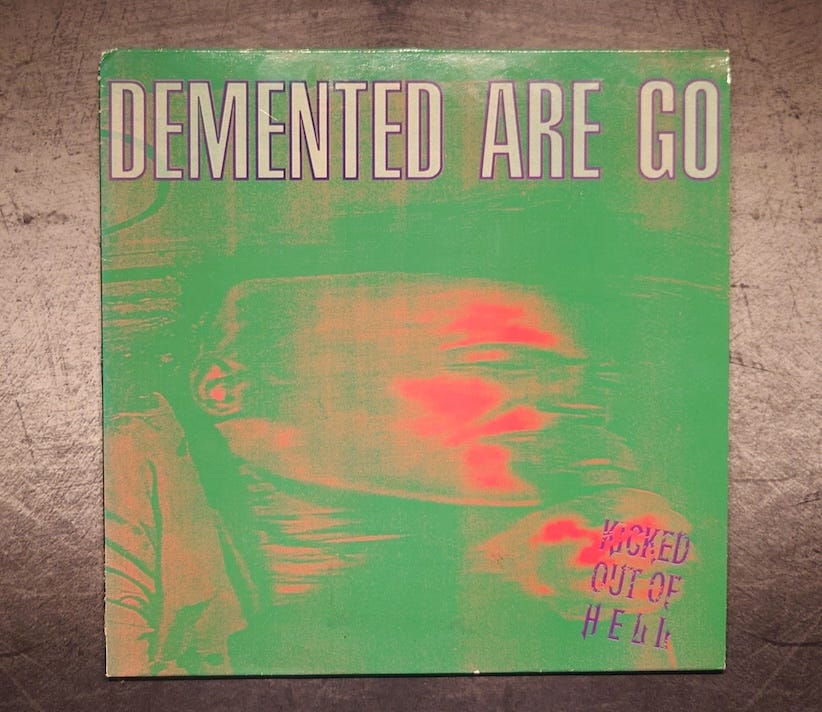 DEMENTED ARE GO
KICKED
OUT OF
HELL